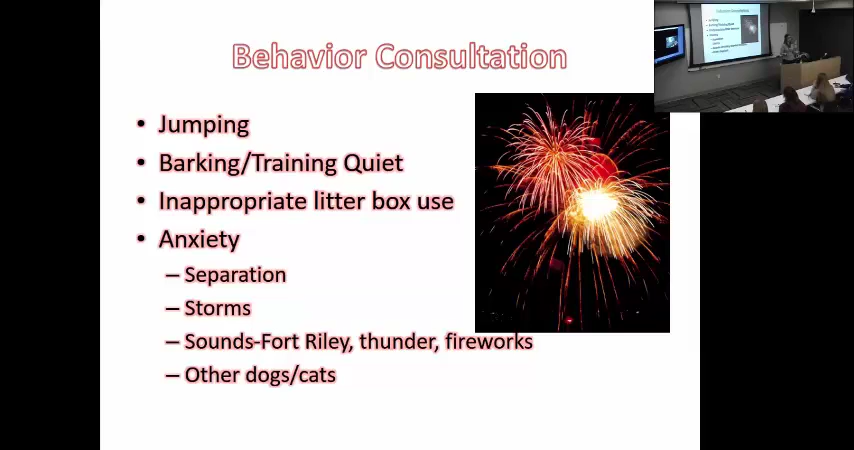 Behavior Consultation
• Jumping
• Barking/Training Quiet
• Inappropriate litter box use
• Anxiety
– Separation
– Storms
– Sounds-Fort Riley, thunder, fireworks
– Other dogs/cats